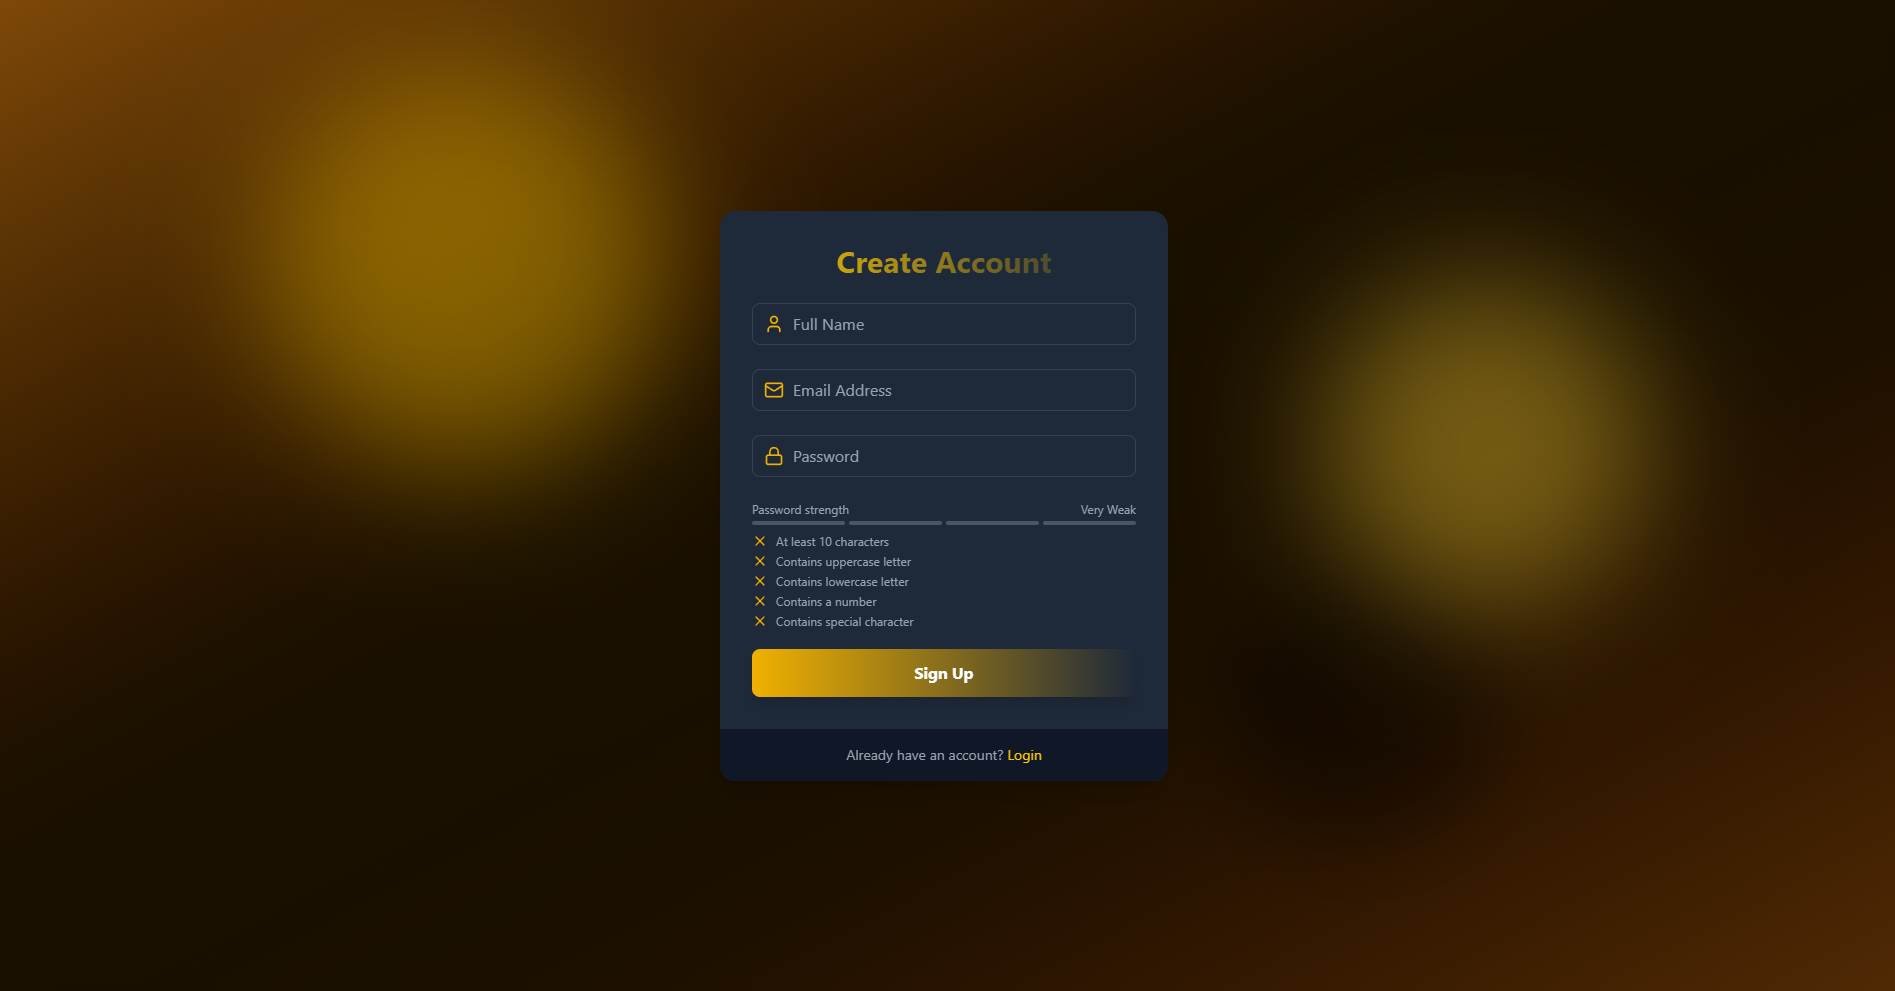 Create Account
Full Name
Email Address
Password
Password strength Very Weak
At least 10 characters
Contains uppercase letter
Contains lowercase letter
Contains a number
Contains special character
Sign Up
Already have an account? Login